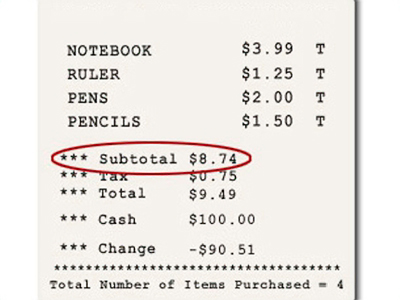 NOTEBOOK $3.99 T
RULER $1.25 T
PENS $2.00 T
PENCILS $1.50 T
*** Subtotal $8.74
*** Tax $0.75
*** Total $9.49
*** Cash $100.00
*** Change -$90.51
************************************
Total Number of Items Purchased = 4